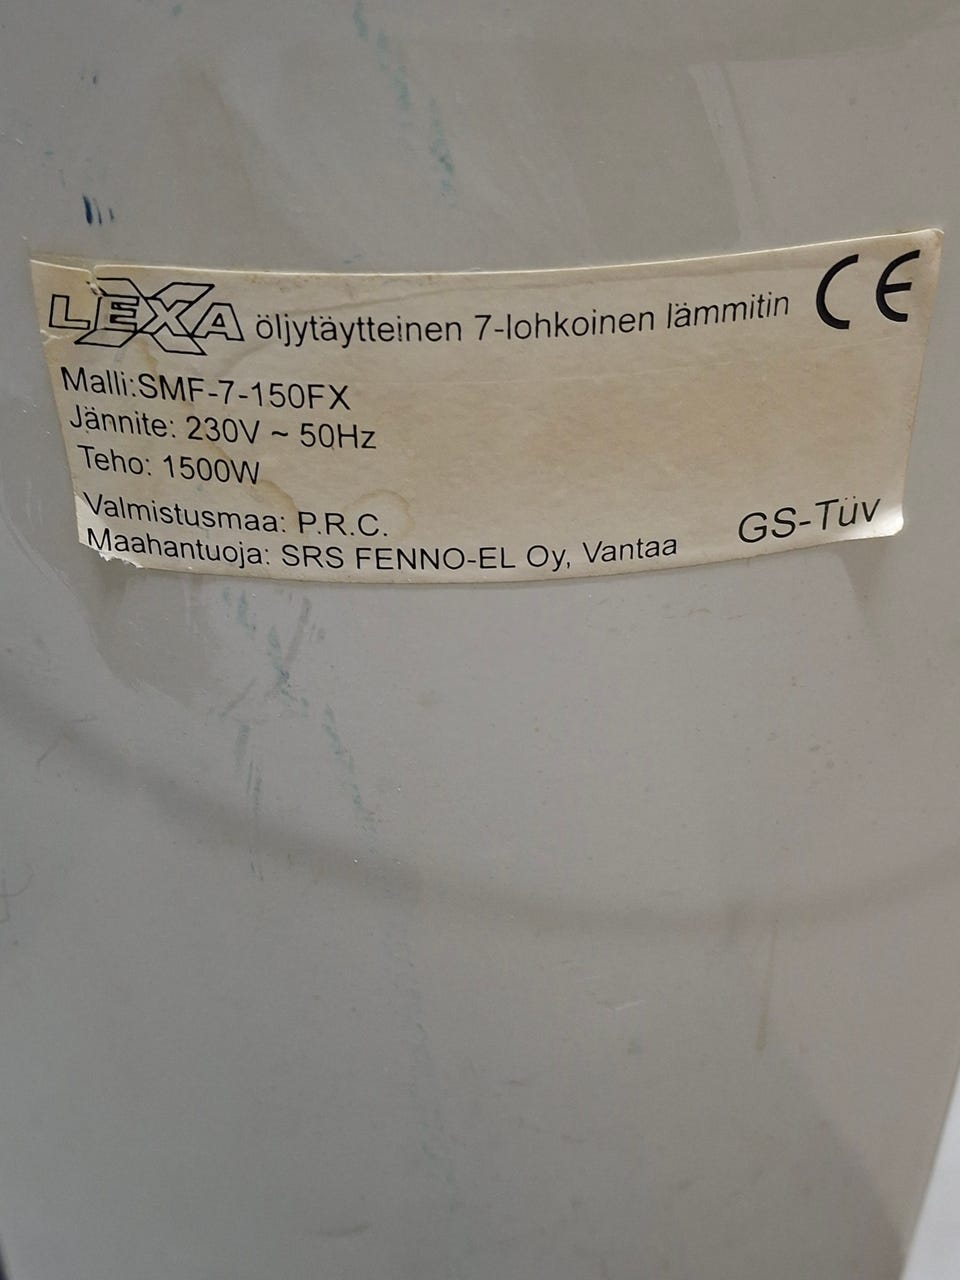 LEXA öljytäytteinen 7-lohkoinen lämmitin CE
Malli:SMF-7-150FX
Jännite: 230V ~ 50Hz
Teho: 1500W
Valmistusmaa: P.R.C.
Maahantuoja: SRS FENNO-EL Oy, Vantaa
GS-Tüv